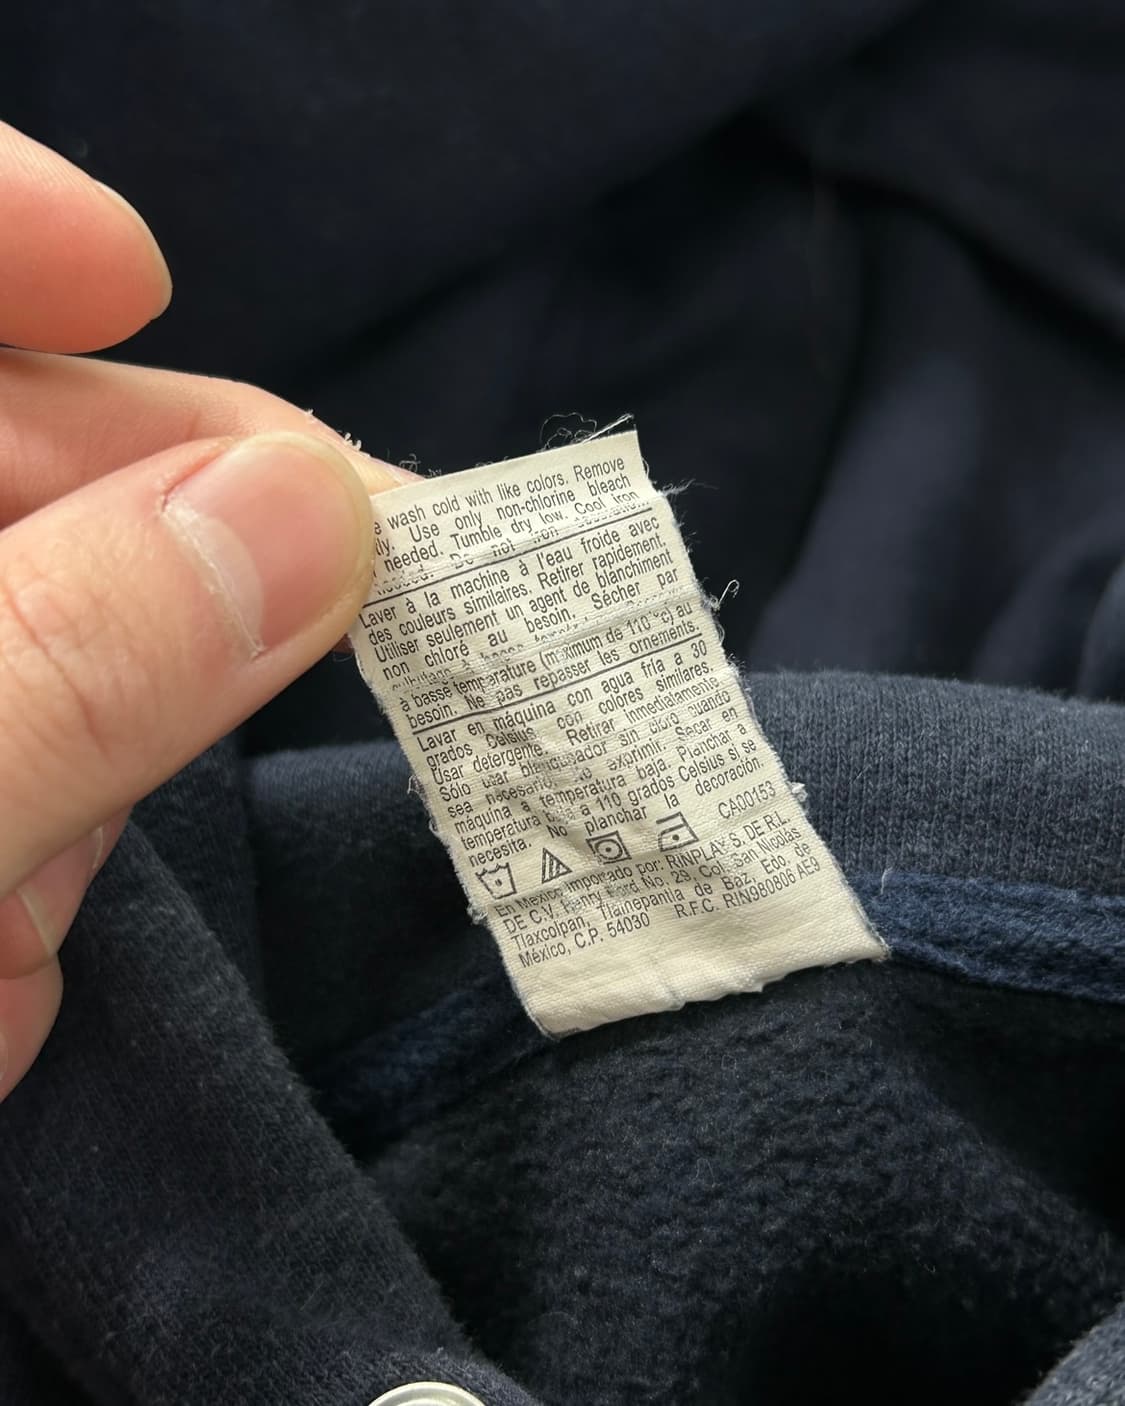 e wash cold with like colors. Remove
ly. Use only non-chlorine bleach
needed. Tumble dry low. Cool iron
needed. Do not iron decoration.
Laver à la machine à l'eau froide avec
des couleurs similaires. Retirer rapidement
Utiliser seulement un agent de blanchiment
non chloré au besoin. Sécher par
à basse température (maximum de 110 °c) au
besoin. Ne pas repasser les ornements.
Lavar en máquina con agua fria a 30
grados Celsius con colores similares.
Usar detergente. Retirar inmediatamente.
Sólo usar blanqueador sin cloro cuando
sea necesario. No exprimir. Secar en
máquina a temperatura baja. Planchar a
temperatura baja a 110 grados Celsius si se
necesita. No planchar la decoración.
CA00153
En México importado por: RINPLAY S. DE R.L.
DE C.V. Henry Ford No. 29, Col. San Nicolás
Tlaxcolpan, Tlalnepantla de Baz, Edo. de
México, C.P. 54030 R.F.C. RIN980806 AE9